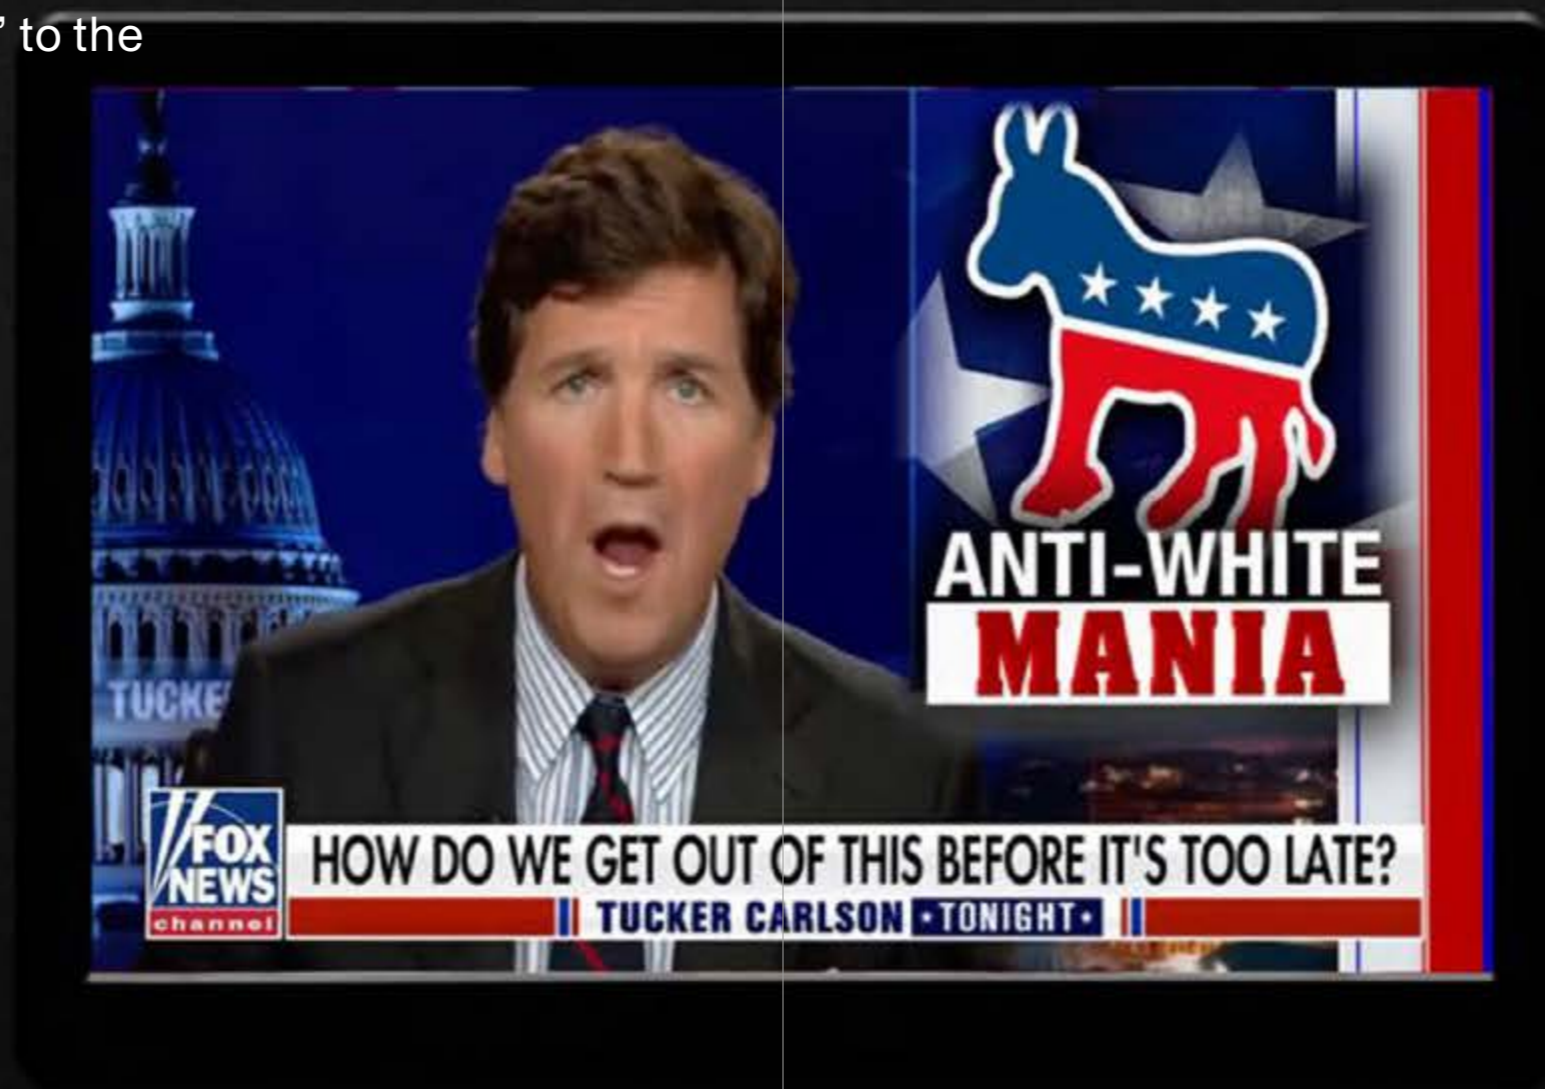 ” to the
ANTI-WHITE
MANIA
TUCKE
FOX
NEWS
channel
HOW DO WE GET OUT OF THIS BEFORE IT'S TOO LATE?
TUCKER CARLSON TONIGHT